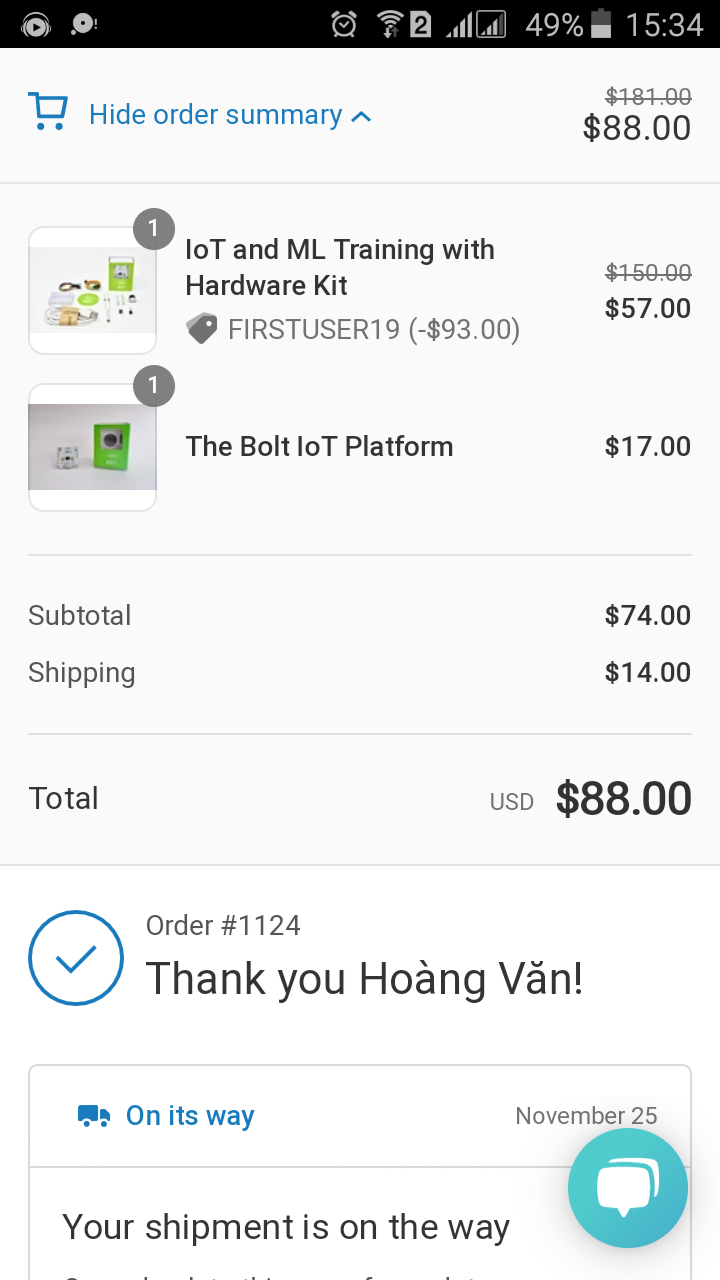 2 49% 15:34
$181.00
Hide order summary $88.00
1
IoT and ML Training with
Hardware Kit
$150.00
$57.00
FIRSTUSER19 (-$93.00)
1
The Bolt IoT Platform $17.00
Subtotal $74.00
Shipping $14.00
Total USD $88.00
Order #1124
Thank you Hoàng Văn!
On its way November 25
Your shipment is on the way